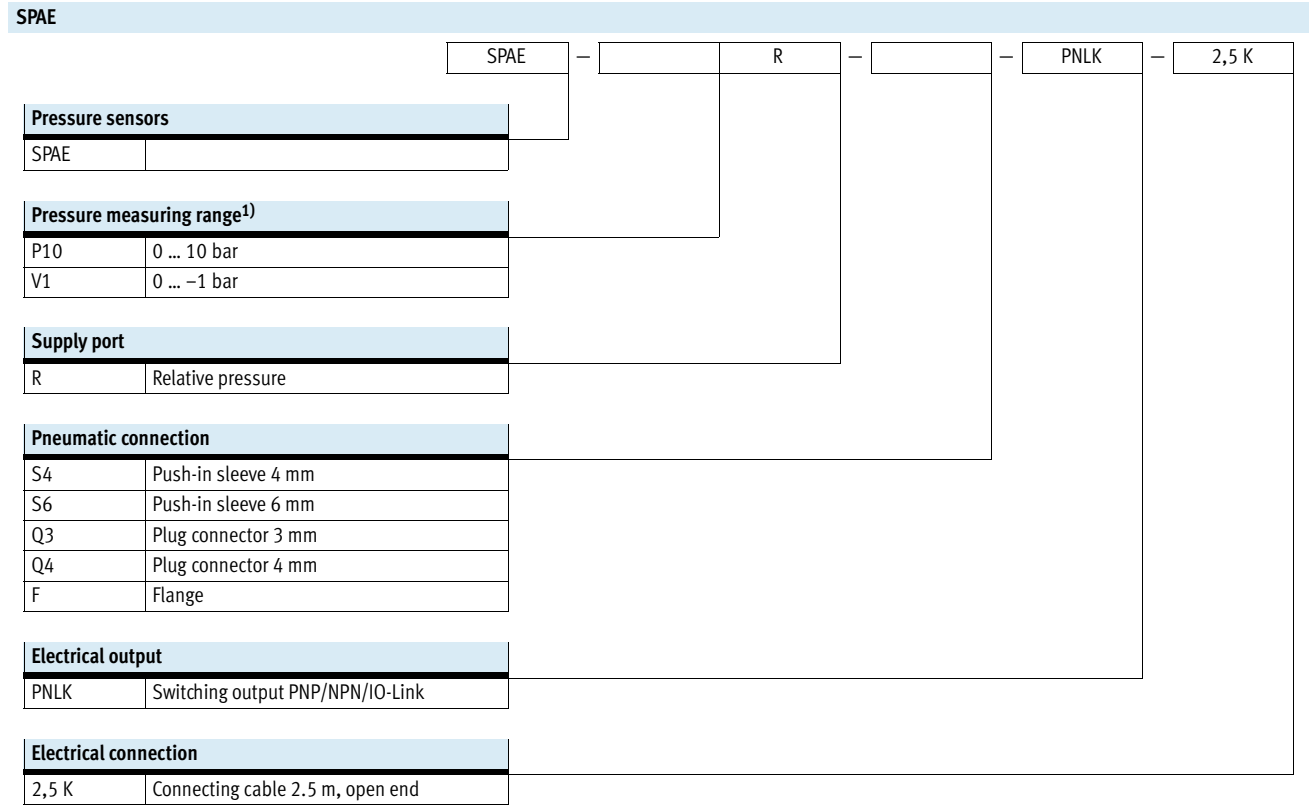 SPAE
SPAE – R – – PNLK – 2,5 K
Pressure sensors
SPAE
Pressure measuring range1)
P10 0 … 10 bar
V1 0 … –1 bar
Supply port
R Relative pressure
Pneumatic connection
S4 Push-in sleeve 4 mm
S6 Push-in sleeve 6 mm
Q3 Plug connector 3 mm
Q4 Plug connector 4 mm
F Flange
Electrical output
PNLK Switching output PNP/NPN/IO-Link
Electrical connection
2,5 K Connecting cable 2.5 m, open end